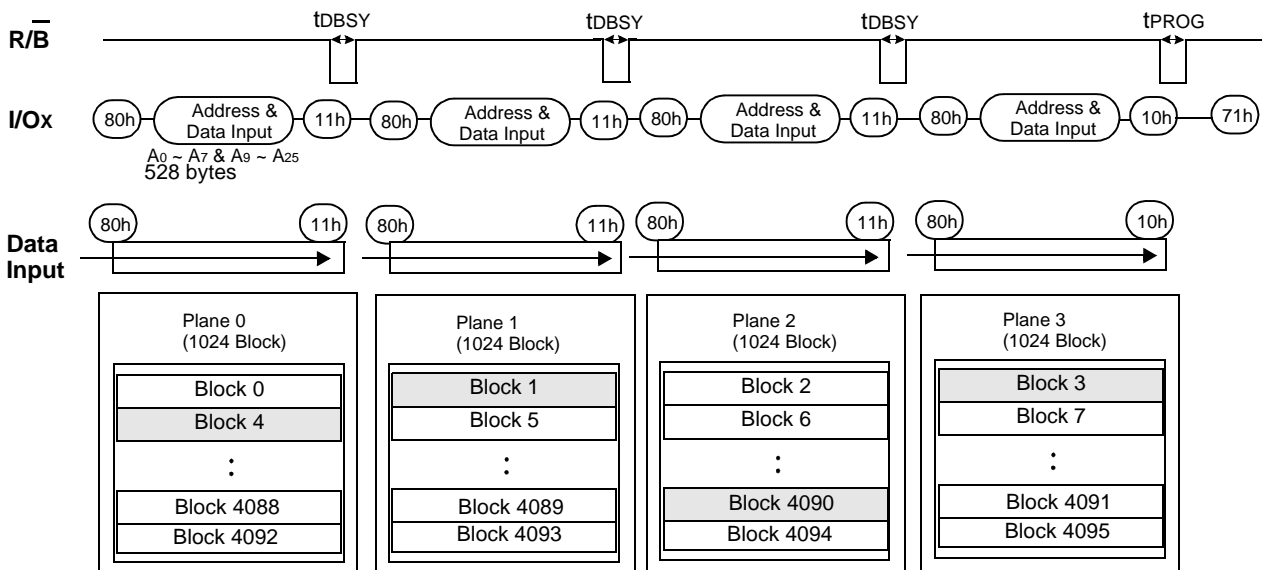 tDBSY tDBSY tDBSY tPROG
R/B̅
I/Ox 80h Address & Data Input 11h 80h Address & Data Input 11h 80h Address & Data Input 11h 80h Address & Data Input 10h 71h
A0 ~ A7 & A9 ~ A25
528 bytes
80h 11h 80h 11h 80h 11h 80h 10h
Data
Input
Plane 0
(1024 Block)
Block 0
Block 4
:
Block 4088
Block 4092
Plane 1
(1024 Block)
Block 1
Block 5
:
Block 4089
Block 4093
Plane 2
(1024 Block)
Block 2
Block 6
:
Block 4090
Block 4094
Plane 3
(1024 Block)
Block 3
Block 7
:
Block 4091
Block 4095